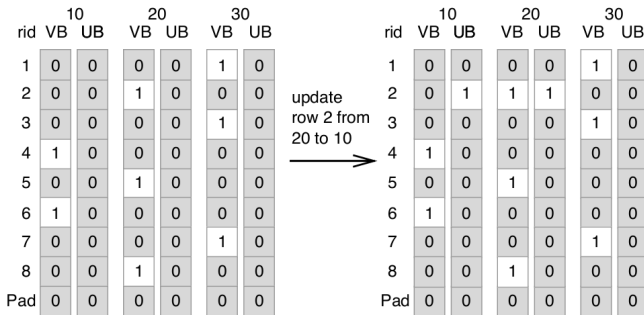 10 20 30
rid VB UB VB UB VB UB
1 0 0 0 0 1 0
2 0 0 1 0 0 0
3 0 0 0 0 1 0
4 1 0 0 0 0 0
5 0 0 1 0 0 0
6 1 0 0 0 0 0
7 0 0 0 0 1 0
8 0 0 1 0 0 0
Pad 0 0 0 0 0 0
update
row 2 from
20 to 10
10 20 30
rid VB UB VB UB VB UB
1 0 0 0 0 1 0
2 0 1 1 1 0 0
3 0 0 0 0 1 0
4 1 0 0 0 0 0
5 0 0 1 0 0 0
6 1 0 0 0 0 0
7 0 0 0 0 1 0
8 0 0 1 0 0 0
Pad 0 0 0 0 0 0